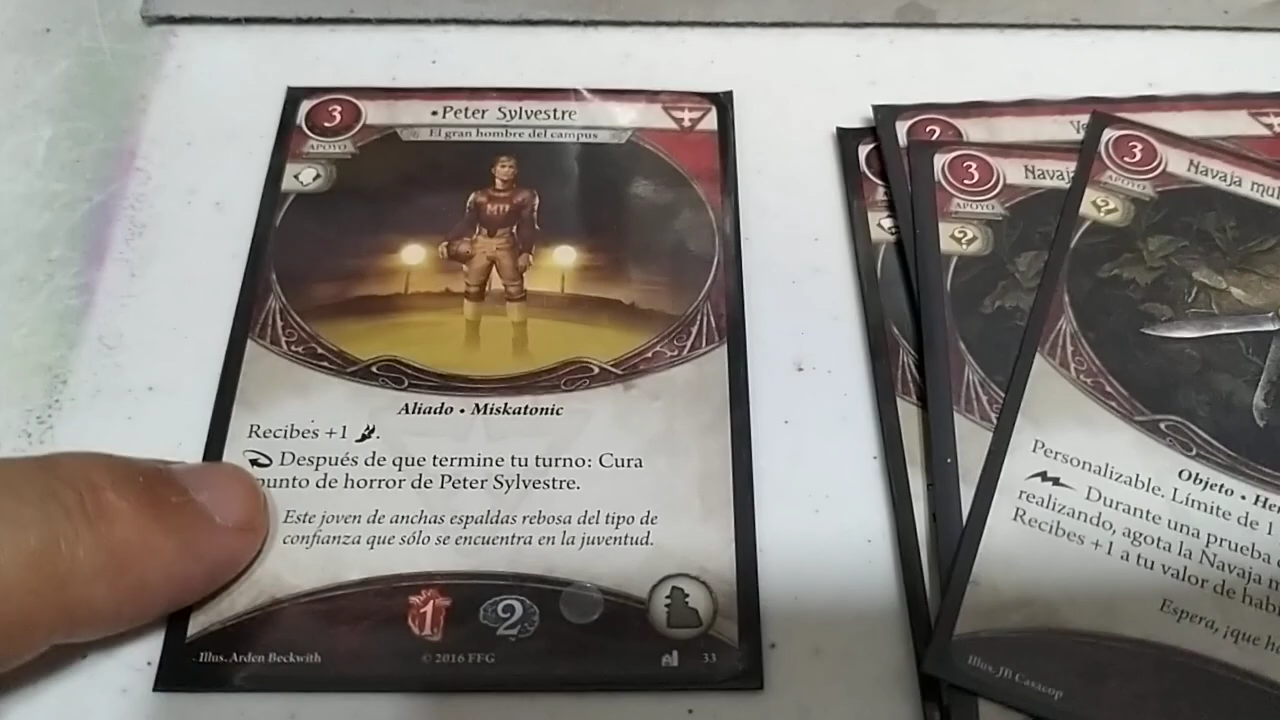 3
•Peter Sylvestre
El gran hombre del campus
APOYO
MU
Aliado • Miskatonic
Recibes +1
Después de que termine tu turno: Cura
punto de horror de Peter Sylvestre.
Este joven de anchas espaldas rebosa del tipo de
confianza que sólo se encuentra en la juventud.
1
2
Illus. Arden Beckwith
© 2016 FFG
33
2
3
APOYO
3
APOYO
Navaja
Personalizable. Límite de 1
Durante una prueba
realizando, agota la Navaja
Recibes +1 a tu valor de
Objeto •
Espera, ¡que
Illus. JB Casacop